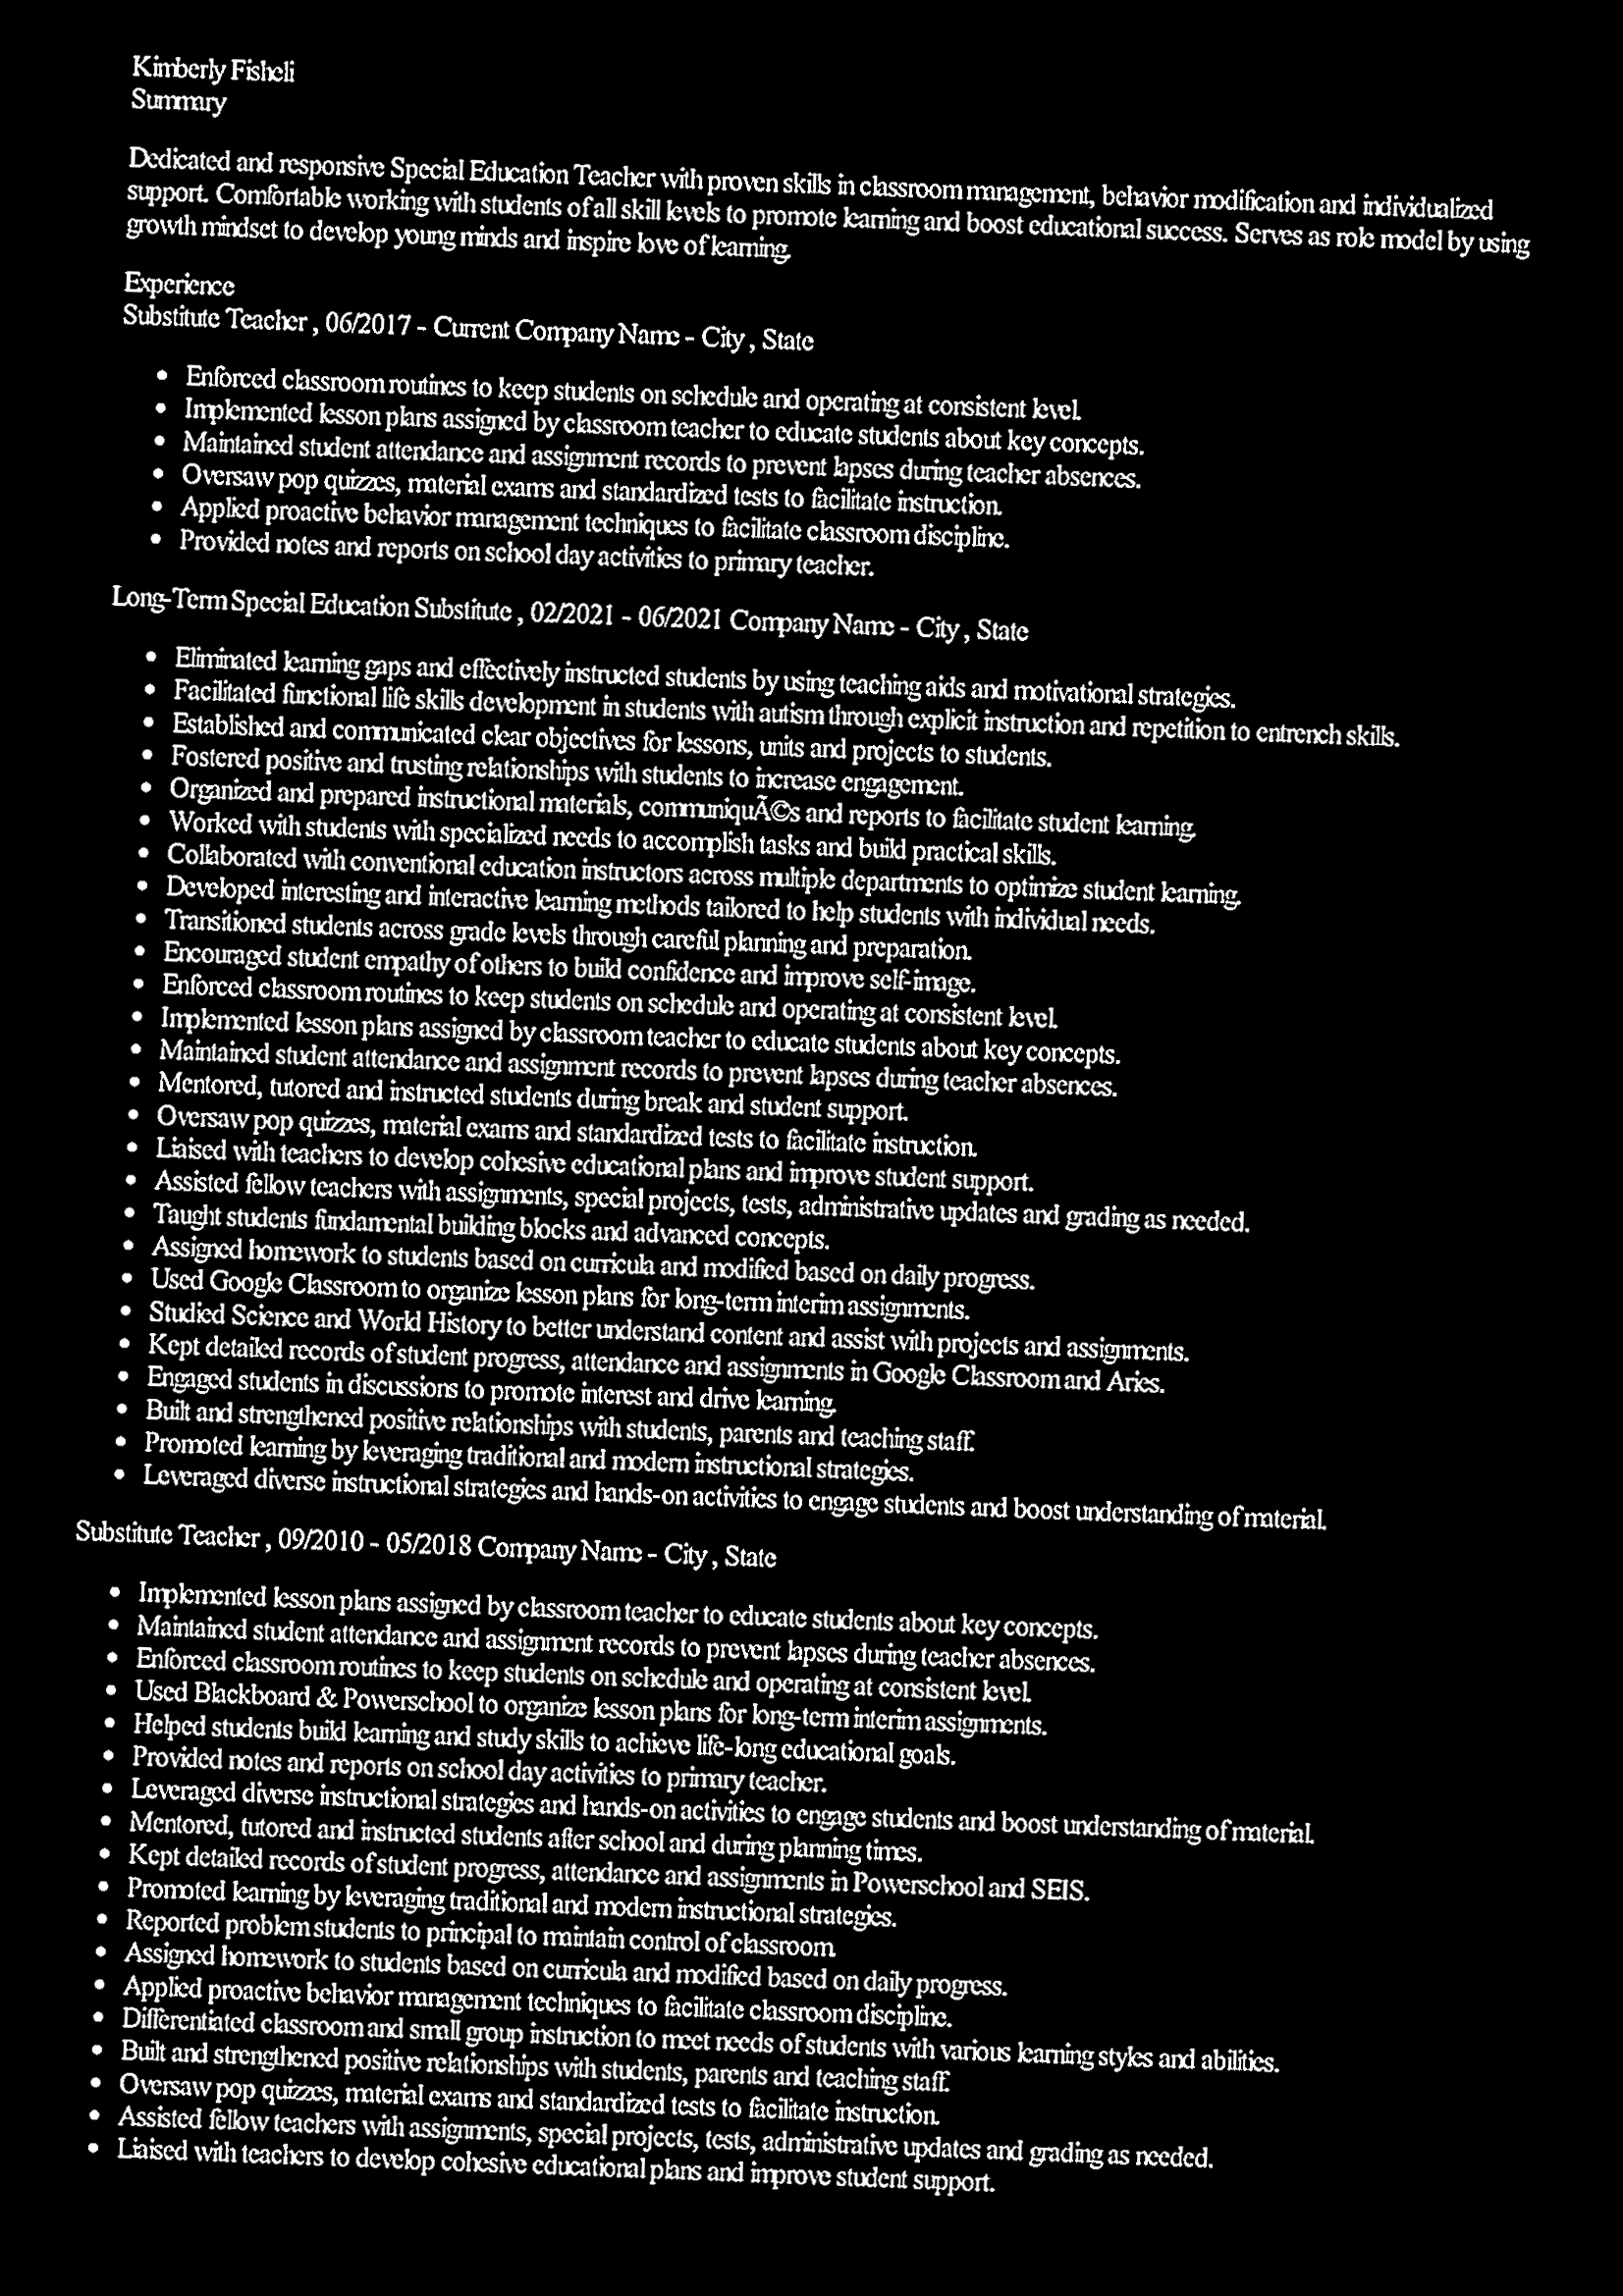 Kimberly Fisheli
Summary
Dedicated and responsive Special Education Teacher with proven skills in classroom management, behavior modification and individualized
support. Comfortable working with students of all skill levels to promote learning and boost educational success. Serves as role model by using
growth mindset to develop young minds and inspire love of learning.
Experience
Substitute Teacher , 06/2017 - Current Company Name - City , State
• Enforced classroom routines to keep students on schedule and operating at consistent level.
• Implemented lesson plans assigned by classroom teacher to educate students about key concepts.
• Maintained student attendance and assignment records to prevent lapses during teacher absences.
• Oversaw pop quizzes, material exams and standardized tests to facilitate instruction.
• Applied proactive behavior management techniques to facilitate classroom discipline.
• Provided notes and reports on school day activities to primary teacher.
Long-Term Special Education Substitute , 02/2021 - 06/2021 Company Name - City , State
• Eliminated learning gaps and effectively instructed students by using teaching aids and motivational strategies.
• Facilitated functional life skills development in students with autism through explicit instruction and repetition to entrench skills.
• Established and communicated clear objectives for lessons, units and projects to students.
• Fostered positive and trusting relationships with students to increase engagement.
• Organized and prepared instructional materials, communiquÃ©s and reports to facilitate student learning.
• Worked with students with specialized needs to accomplish tasks and build practical skills.
• Collaborated with conventional education instructors across multiple departments to optimize student learning.
• Developed interesting and interactive learning methods tailored to help students with individual needs.
• Transitioned students across grade levels through careful planning and preparation.
• Encouraged student empathy of others to build confidence and improve self-image.
• Enforced classroom routines to keep students on schedule and operating at consistent level.
• Implemented lesson plans assigned by classroom teacher to educate students about key concepts.
• Maintained student attendance and assignment records to prevent lapses during teacher absences.
• Mentored, tutored and instructed students during break and student support.
• Oversaw pop quizzes, material exams and standardized tests to facilitate instruction.
• Liaised with teachers to develop cohesive educational plans and improve student support.
• Assisted fellow teachers with assignments, special projects, tests, administrative updates and grading as needed.
• Taught students fundamental building blocks and advanced concepts.
• Assigned homework to students based on curricula and modified based on daily progress.
• Used Google Classroom to organize lesson plans for long-term interim assignments.
• Studied Science and World History to better understand content and assist with projects and assignments.
• Kept detailed records of student progress, attendance and assignments in Google Classroom and Aries.
• Engaged students in discussions to promote interest and drive learning.
• Built and strengthened positive relationships with students, parents and teaching staff.
• Promoted learning by leveraging traditional and modern instructional strategies.
• Leveraged diverse instructional strategies and hands-on activities to engage students and boost understanding of material.
Substitute Teacher , 09/2010 - 05/2018 Company Name - City , State
• Implemented lesson plans assigned by classroom teacher to educate students about key concepts.
• Maintained student attendance and assignment records to prevent lapses during teacher absences.
• Enforced classroom routines to keep students on schedule and operating at consistent level.
• Used Blackboard & Powerschool to organize lesson plans for long-term interim assignments.
• Helped students build learning and study skills to achieve life-long educational goals.
• Provided notes and reports on school day activities to primary teacher.
• Leveraged diverse instructional strategies and hands-on activities to engage students and boost understanding of material.
• Mentored, tutored and instructed students after school and during planning times.
• Kept detailed records of student progress, attendance and assignments in Powerschool and SEIS.
• Promoted learning by leveraging traditional and modern instructional strategies.
• Reported problem students to principal to maintain control of classroom.
• Assigned homework to students based on curricula and modified based on daily progress.
• Applied proactive behavior management techniques to facilitate classroom discipline.
• Differentiated classroom and small group instruction to meet needs of students with various learning styles and abilities.
• Built and strengthened positive relationships with students, parents and teaching staff.
• Oversaw pop quizzes, material exams and standardized tests to facilitate instruction.
• Assisted fellow teachers with assignments, special projects, tests, administrative updates and grading as needed.
• Liaised with teachers to develop cohesive educational plans and improve student support.